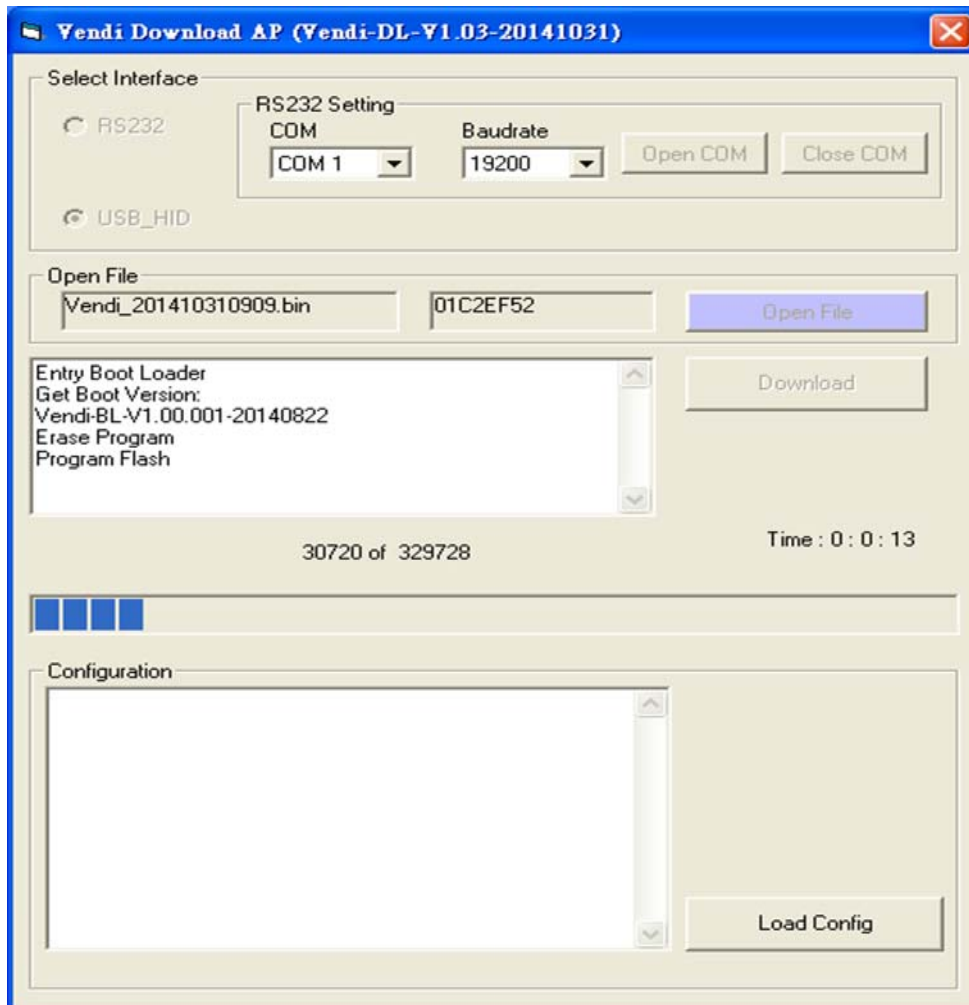 Vendi Download AP (Vendi-DL-V1.03-20141031)
Select Interface
RS232
RS232 Setting
COM
Baudrate
COM 1
19200
Open COM
Close COM
USB_HID
Open File
Vendi_201410310909.bin
01C2EF52
Open File
Entry Boot Loader
Get Boot Version:
Vendi-BL-V1.00.001-20140822
Erase Program
Program Flash
Download
30720 of 329728
Time : 0 : 0 : 13
Configuration
Load Config